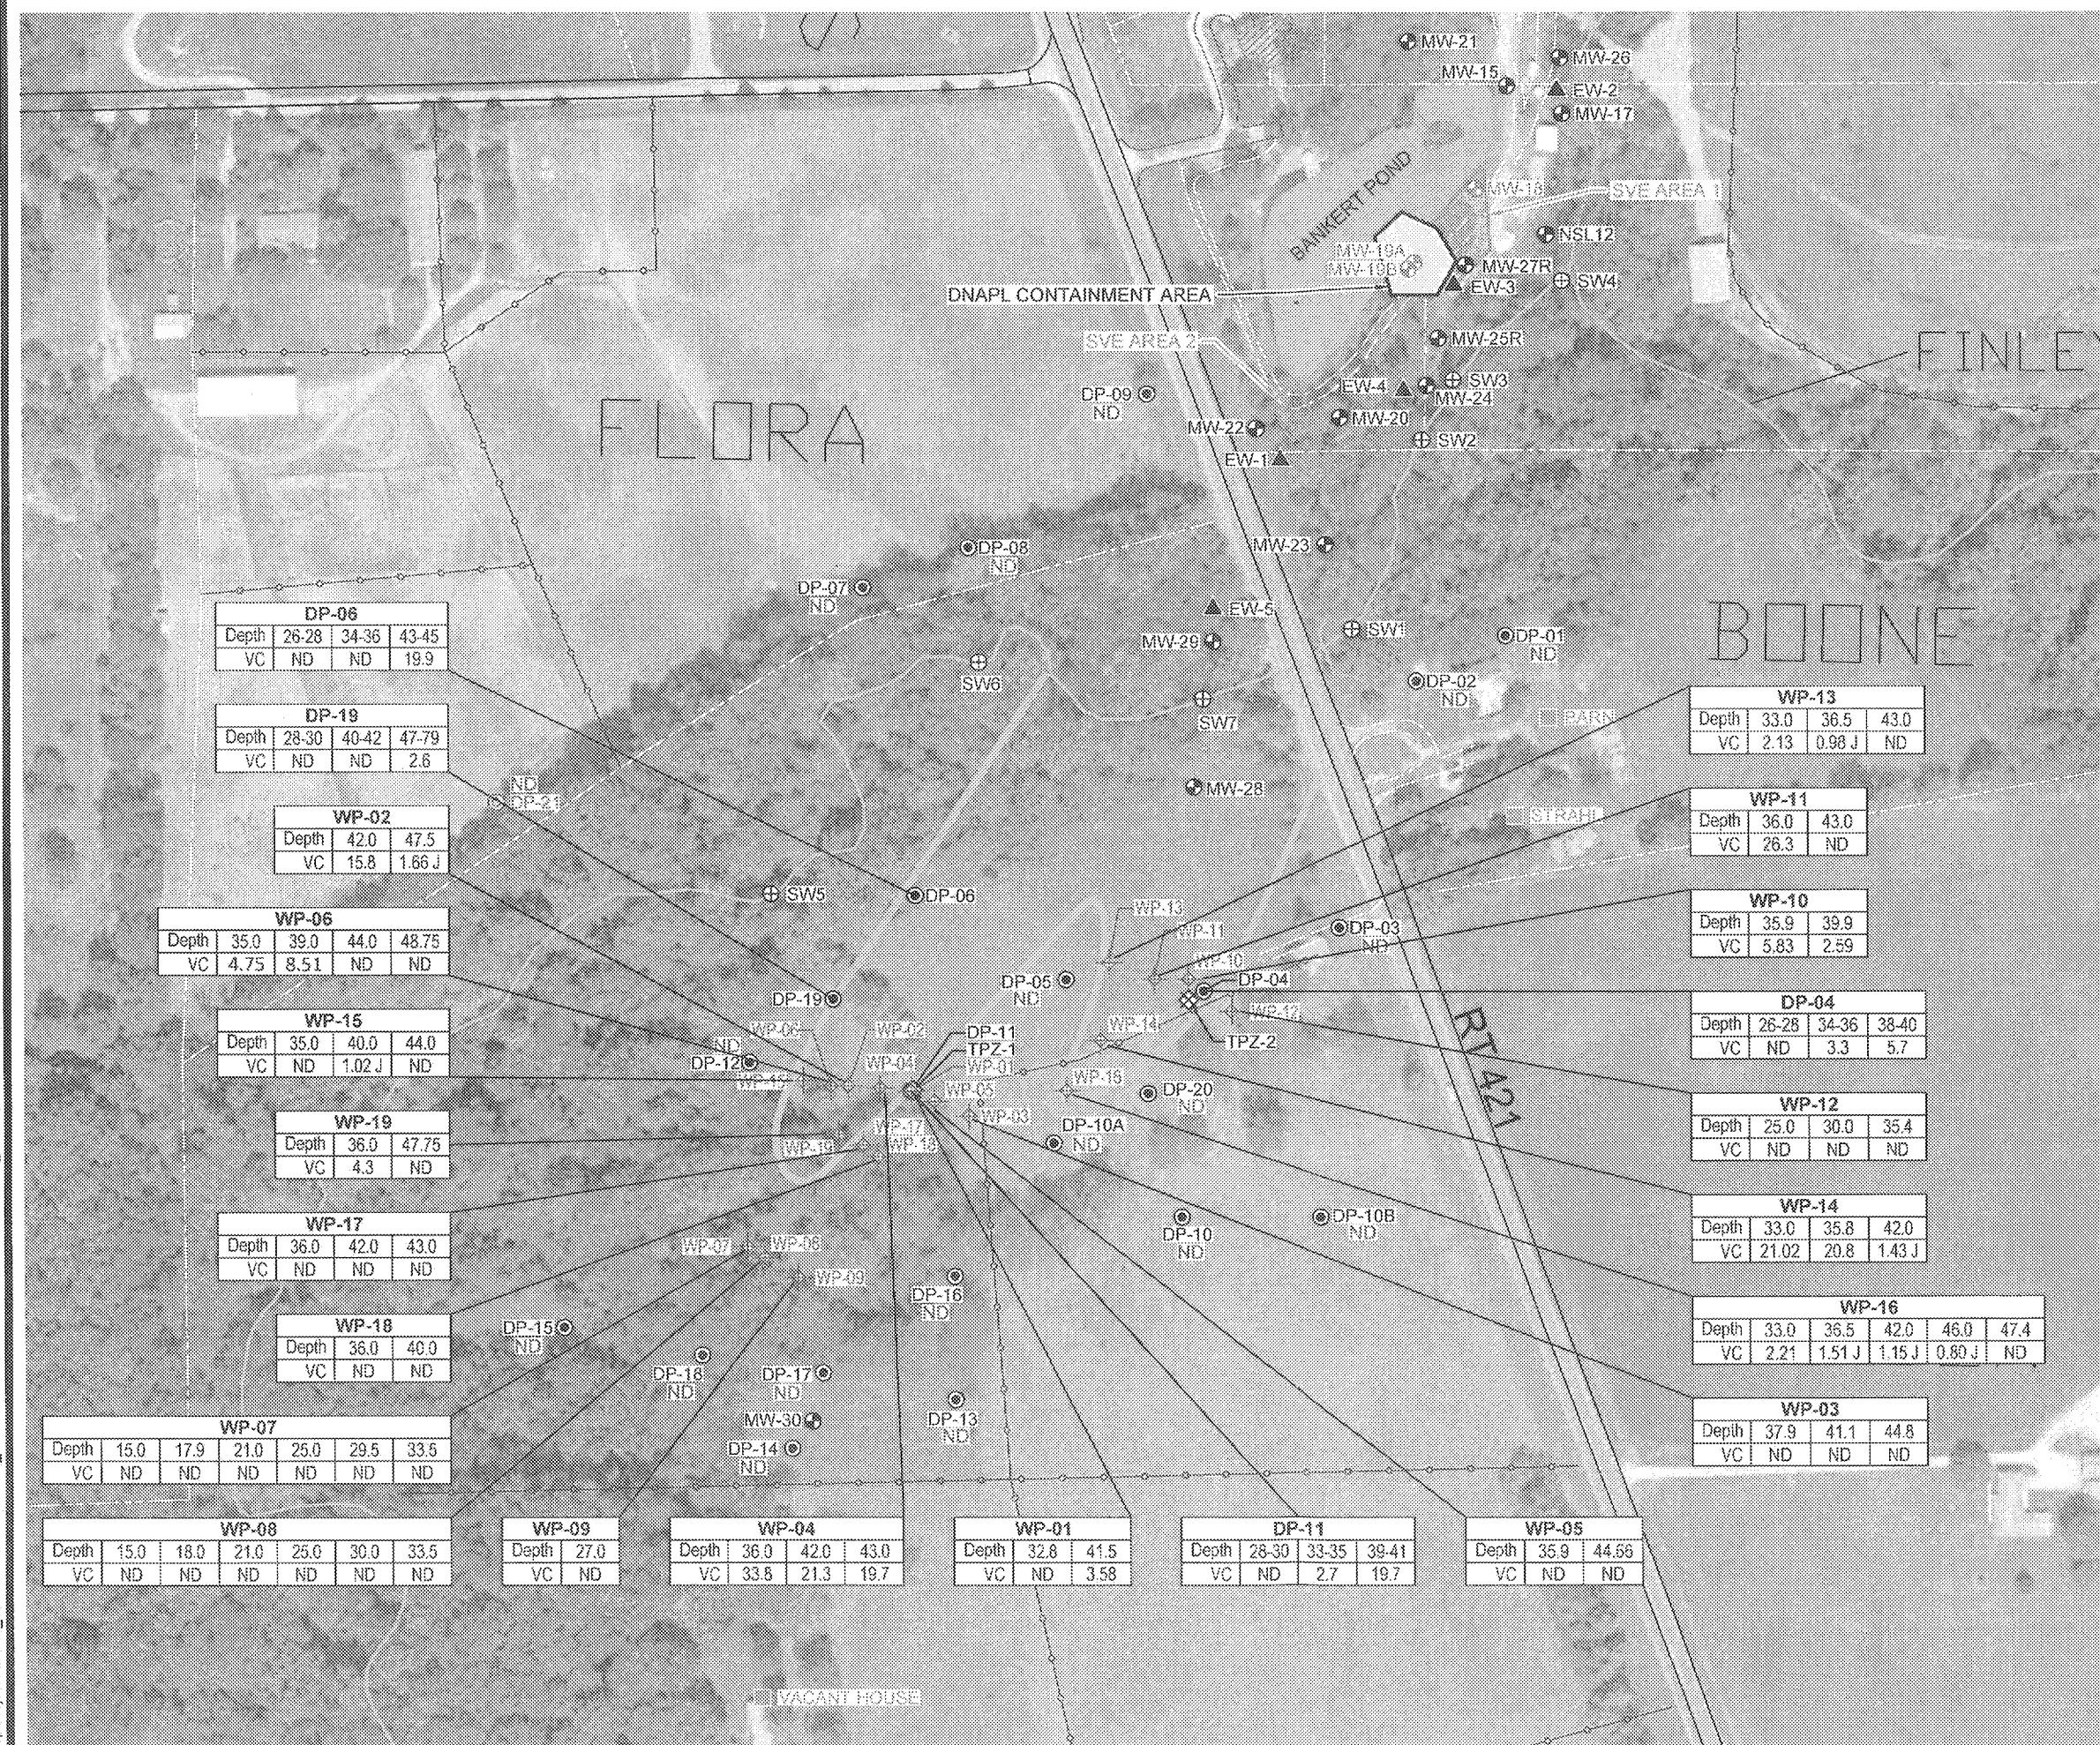 MW-21
MW-26
MW-15
EW-2
MW-17
BANKERT POND
MW-18
SVE AREA 1
NSL12
MW-19A
MW-19B
MW-27R
EW-3
SW4
DNAPL CONTAINMENT AREA
MW-25R
SVE AREA 2
FINLEY
EW-4
SW3
MW-24
DP-09
ND
FLORA
MW-20
MW-22
SW2
EW-1
DP-08
ND
MW-23
DP-07
ND
EW-5
SW1
MW-29
DP-01
ND
BOONE
SW6
DP-02
ND
SW7
BARN
MW-28
STRAHL
ND
DP-21
SW5
DP-06
WP-13
WP-11
DP-03
ND
WP-10
DP-05
ND
DP-04
DP-19
WP-12
WP-14
TPZ-2
RT 421
WP-06
WP-02
DP-11
TPZ-1
ND
DP-12
WP-04
WP-01
WP-15
WP-05
WP-16
DP-20
ND
WP-03
DP-10A
ND
WP-17
WP-19
WP-18
DP-10
ND
DP-10B
ND
WP-07
WP-08
WP-09
DP-16
ND
DP-15
ND
DP-18
ND
DP-17
ND
MW-30
DP-13
ND
DP-14
ND
VACANT HOUSE
DP-06
Depth 26-28 34-36 43-45
VC ND ND 19.9
DP-19
Depth 28-30 40-42 47-79
VC ND ND 2.6
WP-02
Depth 42.0 47.5
VC 15.8 1.66 J
WP-06
Depth 35.0 39.0 44.0 48.75
VC 4.75 8.51 ND ND
WP-15
Depth 35.0 40.0 44.0
VC ND 1.02 J ND
WP-19
Depth 36.0 47.75
VC 4.3 ND
WP-17
Depth 36.0 42.0 43.0
VC ND ND ND
WP-18
Depth 36.0 40.0
VC ND ND
WP-07
Depth 15.0 17.9 21.0 25.0 29.5 33.5
VC ND ND ND ND ND ND
WP-08
Depth 15.0 18.0 21.0 25.0 30.0 33.5
VC ND ND ND ND ND ND
WP-09
Depth 27.0
VC ND
WP-04
Depth 36.0 42.0 43.0
VC 33.8 21.3 19.7
WP-01
Depth 32.8 41.5
VC ND 3.58
DP-11
Depth 28-30 33-35 39-41
VC ND 2.7 19.7
WP-05
Depth 35.9 44.66
VC ND ND
WP-13
Depth 33.0 36.5 43.0
VC 2.13 0.98 J ND
WP-11
Depth 36.0 43.0
VC 26.3 ND
WP-10
Depth 35.9 39.9
VC 5.83 2.59
DP-04
Depth 26-28 34-36 38-40
VC ND 3.3 5.7
WP-12
Depth 25.0 30.0 35.4
VC ND ND ND
WP-14
Depth 33.0 35.8 42.0
VC 21.02 20.8 1.43 J
WP-16
Depth 33.0 36.5 42.0 46.0 47.4
VC 2.21 1.51 J 1.15 J 0.80 J ND
WP-03
Depth 37.9 41.1 44.8
VC ND ND ND